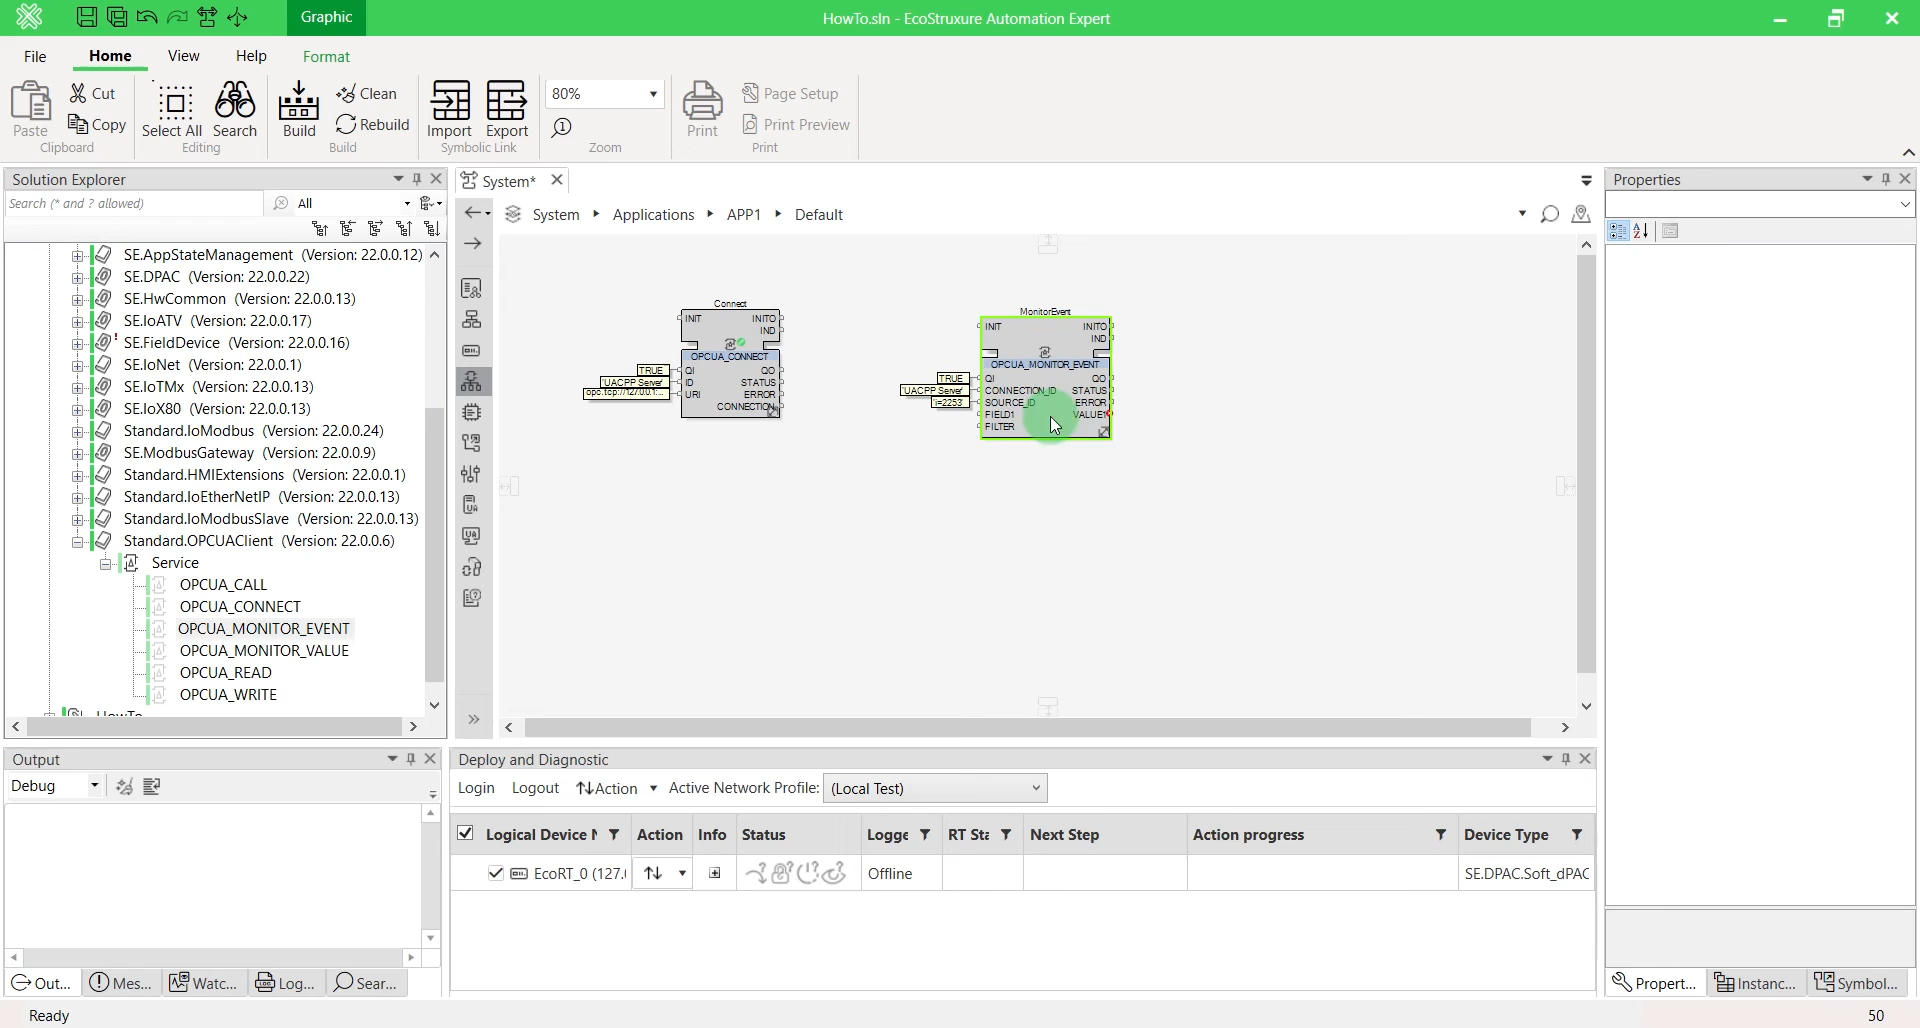 Graphic
HowTo.sln - EcoStruxure Automation Expert
File Home View Help Format
Paste Cut Copy Clipboard
Select All Search Editing
Build Clean Rebuild Build
Import Export Symbolic Link
80% Zoom
Print Page Setup Print Preview Print
Solution Explorer
Search (* and ? allowed) All
SE.AppStateManagement (Version: 22.0.0.12)
SE.DPAC (Version: 22.0.0.22)
SE.HwCommon (Version: 22.0.0.13)
SE.IoATV (Version: 22.0.0.17)
SE.FieldDevice (Version: 22.0.0.16)
SE.IoNet (Version: 22.0.0.1)
SE.IoTMx (Version: 22.0.0.13)
SE.IoX80 (Version: 22.0.0.13)
Standard.IoModbus (Version: 22.0.0.24)
SE.ModbusGateway (Version: 22.0.0.9)
Standard.HMIExtensions (Version: 22.0.0.1)
Standard.IoEtherNetIP (Version: 22.0.0.13)
Standard.IoModbusSlave (Version: 22.0.0.13)
Standard.OPCUAClient (Version: 22.0.0.6)
Service
OPCUA_CALL
OPCUA_CONNECT
OPCUA_MONITOR_EVENT
OPCUA_MONITOR_VALUE
OPCUA_READ
OPCUA_WRITE
System*
System Applications APP1 Default
Connect
INIT INITO
IND
OPCUA_CONNECT
TRUE QI QO
'UACPP Server' ID STATUS
'opc.tcp://127.0.0.1:... URI ERROR
CONNECTION
MonitorEvent
INIT INITO
IND
OPCUA_MONITOR_EVENT
TRUE QI QO
'UACPP Server' CONNECTION_ID STATUS
'i=2253' SOURCE_ID ERROR
FIELD1 VALUE1
FILTER
Properties
Output
Debug
Out... Mes... Watc... Log... Sear...
Deploy and Diagnostic
Login Logout Action Active Network Profile: (Local Test)
Logical Device N Action Info Status Logge RT Sta Next Step Action progress Device Type
EcoRT_0 (127.( Offline SE.DPAC.Soft_dPAC
Propert... Instanc... Symbol...
Ready 50